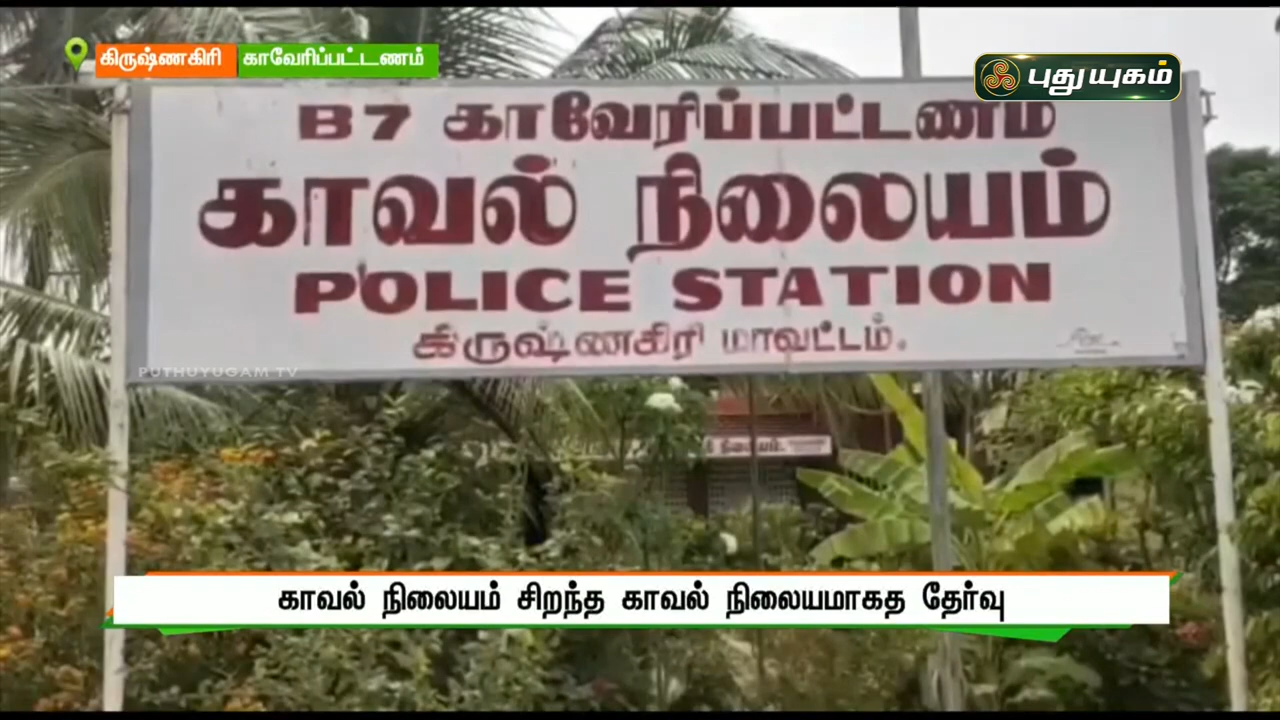 கிருஷ்ணகிரி காவேரிப்பட்டணம்
புதுயுகம்
B7 காவேரிப்பட்டணம்
காவல் நிலையம்
POLICE STATION
கிருஷ்ணகிரி மாவட்டம்.
PUTHUYUGAM TV
காவல் நிலையம் சிறந்த காவல் நிலையமாகத தேர்வு